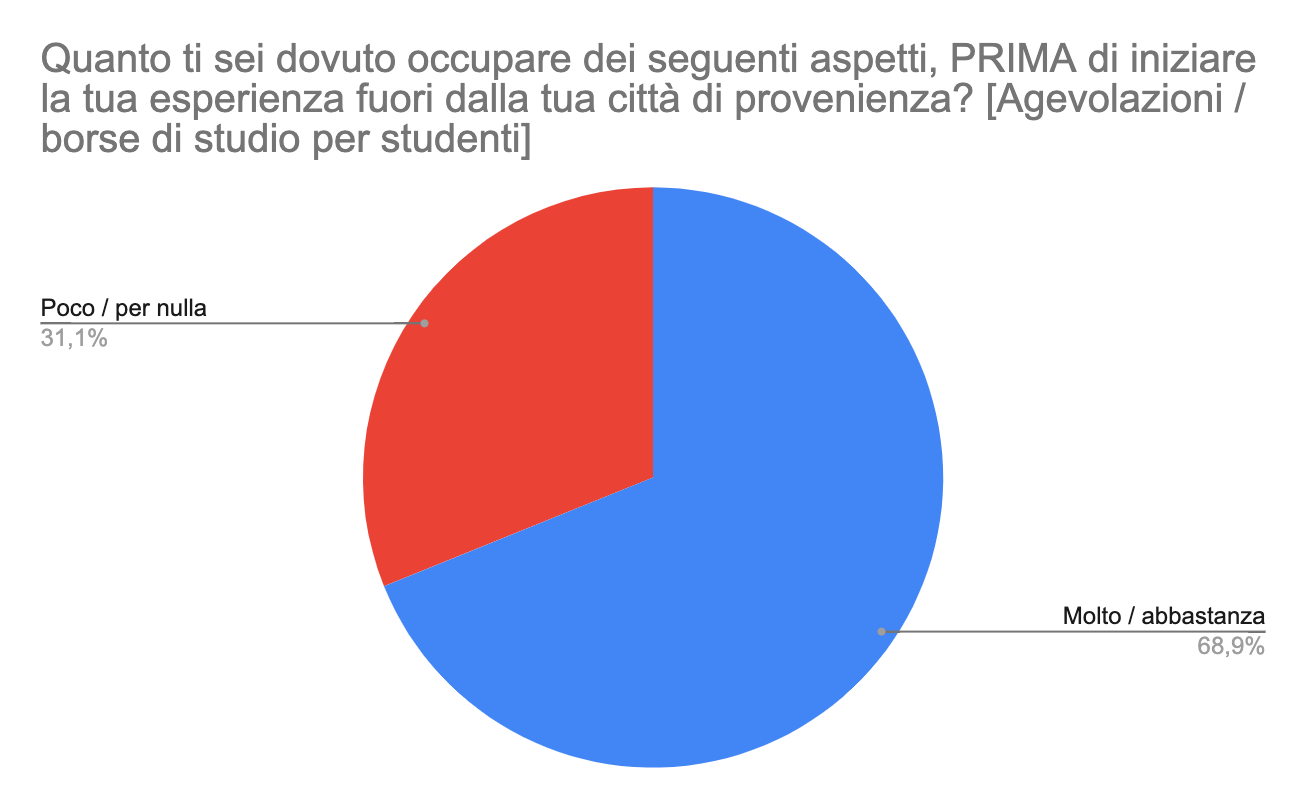 Quanto ti sei dovuto occupare dei seguenti aspetti, PRIMA di iniziare
la tua esperienza fuori dalla tua città di provenienza? [Agevolazioni /
borse di studio per studenti]
Poco / per nulla
31,1%
Molto / abbastanza
68,9%